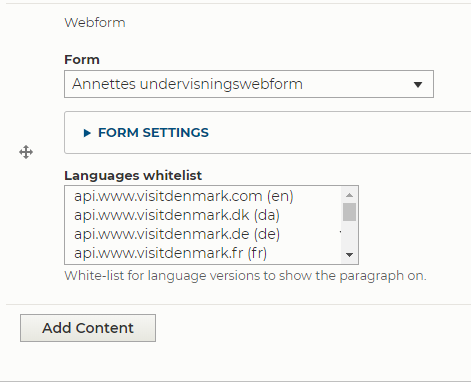 Webform
Form
Annettes undervisningswebform
FORM SETTINGS
Languages whitelist
api.www.visitdenmark.com (en)
api.www.visitdenmark.dk (da)
api.www.visitdenmark.de (de)
api.www.visitdenmark.fr (fr)
White-list for language versions to show the paragraph on.
Add Content